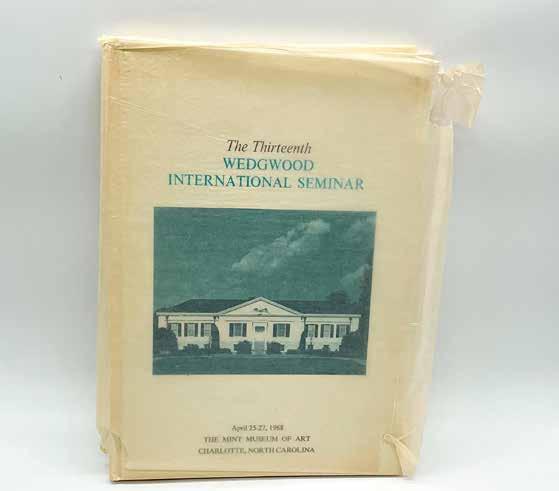 The Thirteenth
WEDGWOOD
INTERNATIONAL SEMINAR
April 25-27, 1968
THE MINT MUSEUM OF ART
CHARLOTTE, NORTH CAROLINA